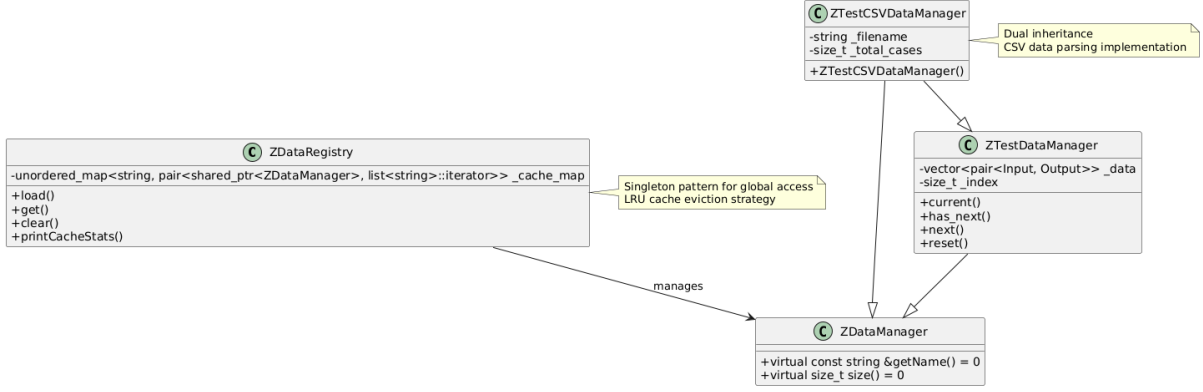 C ZTestCSVDataManager
-string _filename
-size_t _total_cases
+ZTestCSVDataManager()
Dual inheritance
CSV data parsing implementation
C ZDataRegistry
-unordered_map<string, pair<shared_ptr<ZDataManager>, list<string>::iterator>> _cache_map
+load()
+get()
+clear()
+printCacheStats()
Singleton pattern for global access
LRU cache eviction strategy
C ZTestDataManager
-vector<pair<Input, Output>> _data
-size_t _index
+current()
+has_next()
+next()
+reset()
manages
C ZDataManager
+virtual const string &getName() = 0
+virtual size_t size() = 0